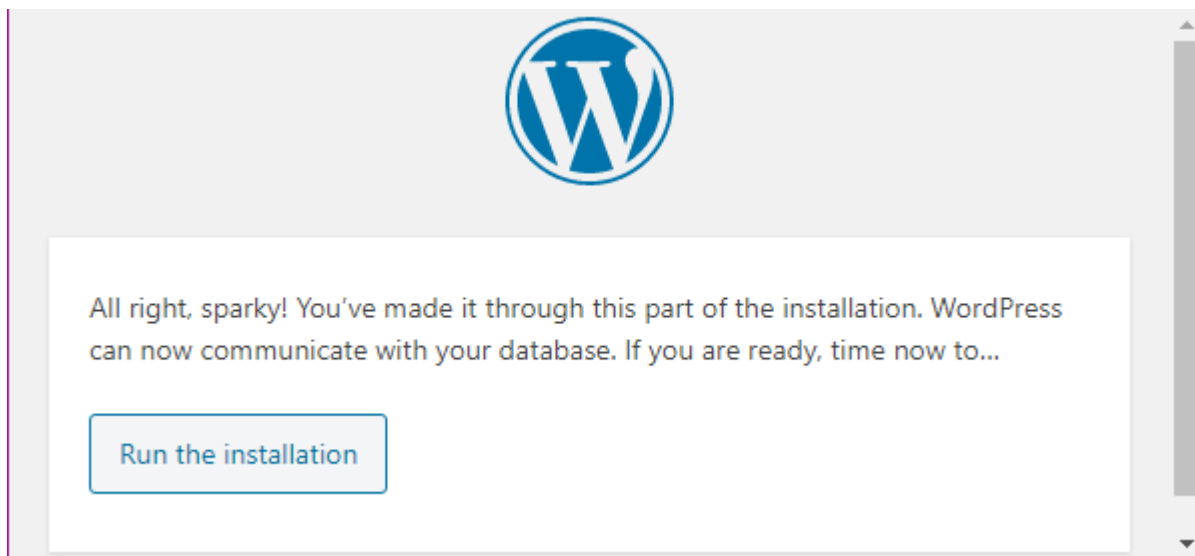 All right, sparky! You’ve made it through this part of the installation. WordPress
can now communicate with your database. If you are ready, time now to…
Run the installation